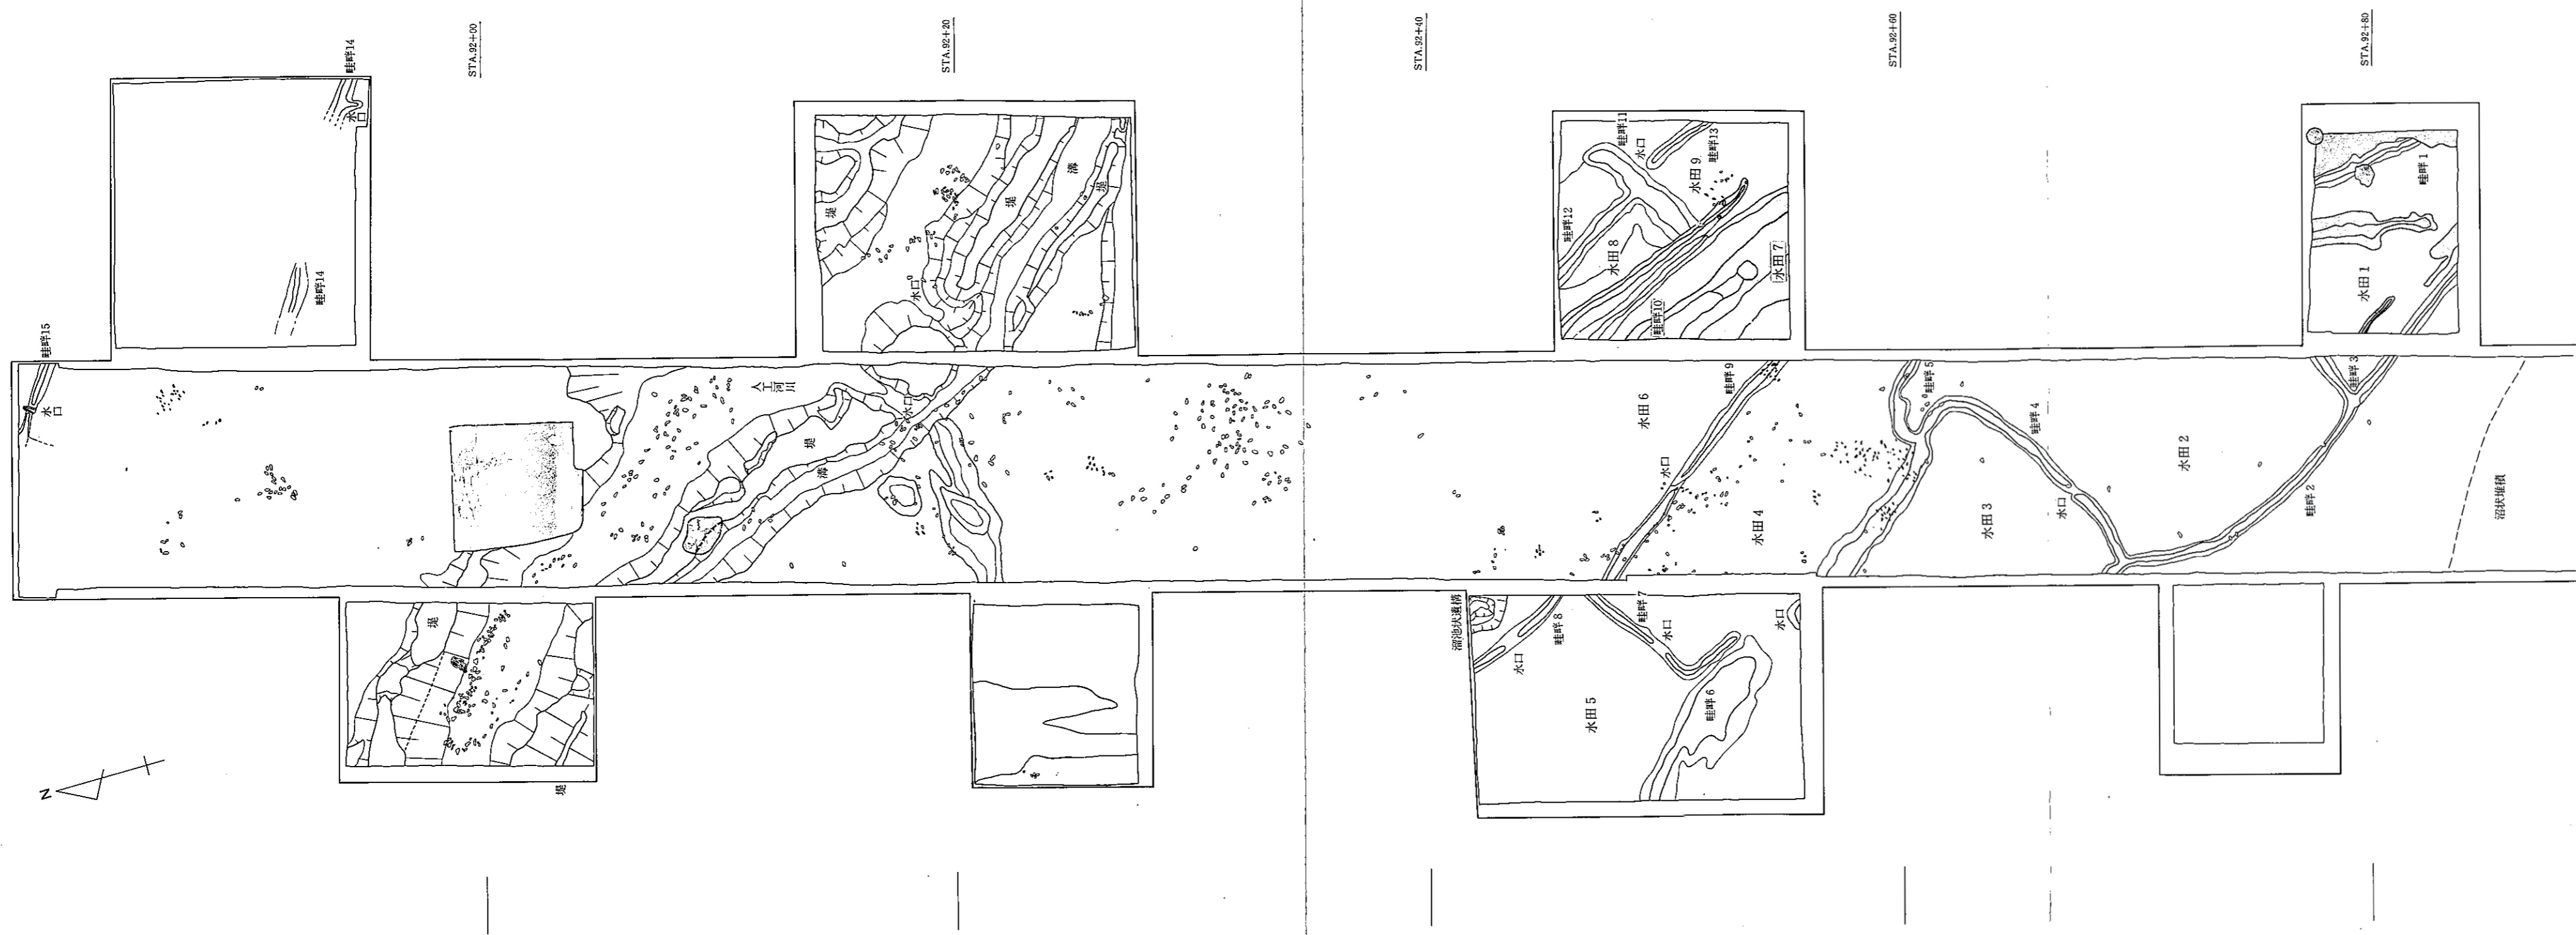 STA.92+00
STA.92+20
STA.92+40
STA.92+60
STA.92+80
畦畔14
水口
畦畔14
畦畔15
水口
堤
水口
堤
溝
堤
人工河川
堤
溝
水口
堤
堤
畦畔11
水口
畦畔13
水田9
畦畔12
水田8
畦畔10
水田7
畦畔1
水田1
畦畔9
水田6
水口
水田4
畦畔5
畦畔4
水田3
水口
水田2
畦畔3
畦畔2
沼状堆積
溜池状遺構
畦畔8
水口
畦畔7
水口
水口
水田5
畦畔6
N